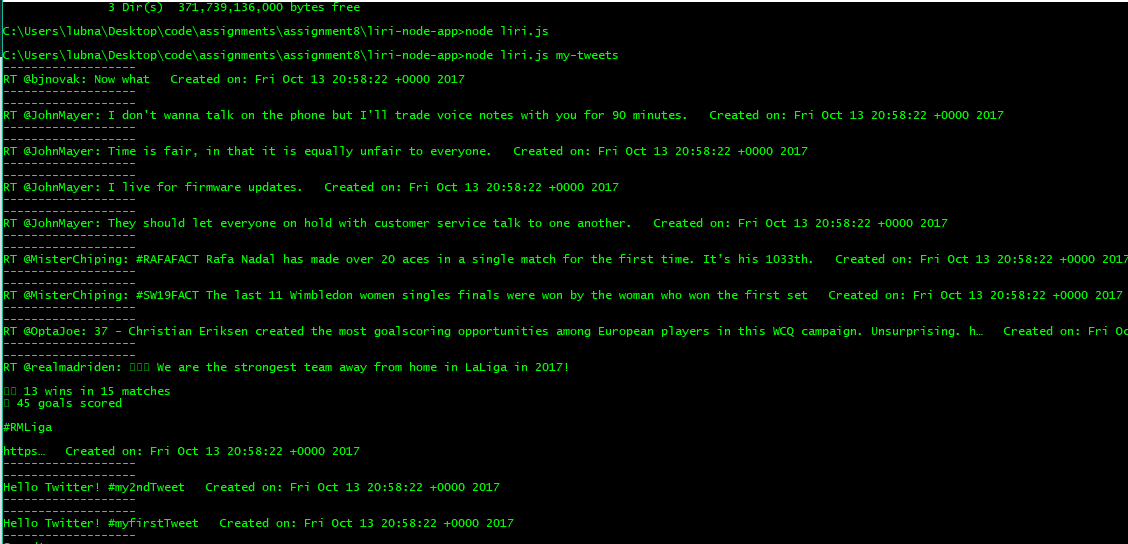 3 Dir(s)  371,739,136,000 bytes free
C:\Users\lubna\Desktop\code\assignments\assignment8\liri-node-app>node liri.js
C:\Users\lubna\Desktop\code\assignments\assignment8\liri-node-app>node liri.js my-tweets
-------------------
RT @bjnovak: Now what   Created on: Fri Oct 13 20:58:22 +0000 2017
-------------------
-------------------
RT @JohnMayer: I don't wanna talk on the phone but I'll trade voice notes with you for 90 minutes.   Created on: Fri Oct 13 20:58:22 +0000 2017
-------------------
-------------------
RT @JohnMayer: Time is fair, in that it is equally unfair to everyone.   Created on: Fri Oct 13 20:58:22 +0000 2017
-------------------
-------------------
RT @JohnMayer: I live for firmware updates.   Created on: Fri Oct 13 20:58:22 +0000 2017
-------------------
-------------------
RT @JohnMayer: They should let everyone on hold with customer service talk to one another.   Created on: Fri Oct 13 20:58:22 +0000 2017
-------------------
-------------------
RT @MisterChiping: #RAFAFACT Rafa Nadal has made over 20 aces in a single match for the first time. It's his 1033th.   Created on: Fri Oct 13 20:58:22 +0000 201
-------------------
-------------------
RT @MisterChiping: #SW19FACT The last 11 Wimbledon women singles finals were won by the woman who won the first set   Created on: Fri Oct 13 20:58:22 +0000 2017
-------------------
-------------------
RT @OptaJoe: 37 - Christian Eriksen created the most goalscoring opportunities among European players in this WCQ campaign. Unsurprising. h…   Created on: Fri Oc
-------------------
-------------------
RT @realmadriden: We are the strongest team away from home in LaLiga in 2017!
13 wins in 15 matches
45 goals scored
#RMLiga
https…   Created on: Fri Oct 13 20:58:22 +0000 2017
-------------------
-------------------
Hello Twitter! #my2ndTweet   Created on: Fri Oct 13 20:58:22 +0000 2017
-------------------
-------------------
Hello Twitter! #myfirstTweet   Created on: Fri Oct 13 20:58:22 +0000 2017
-------------------